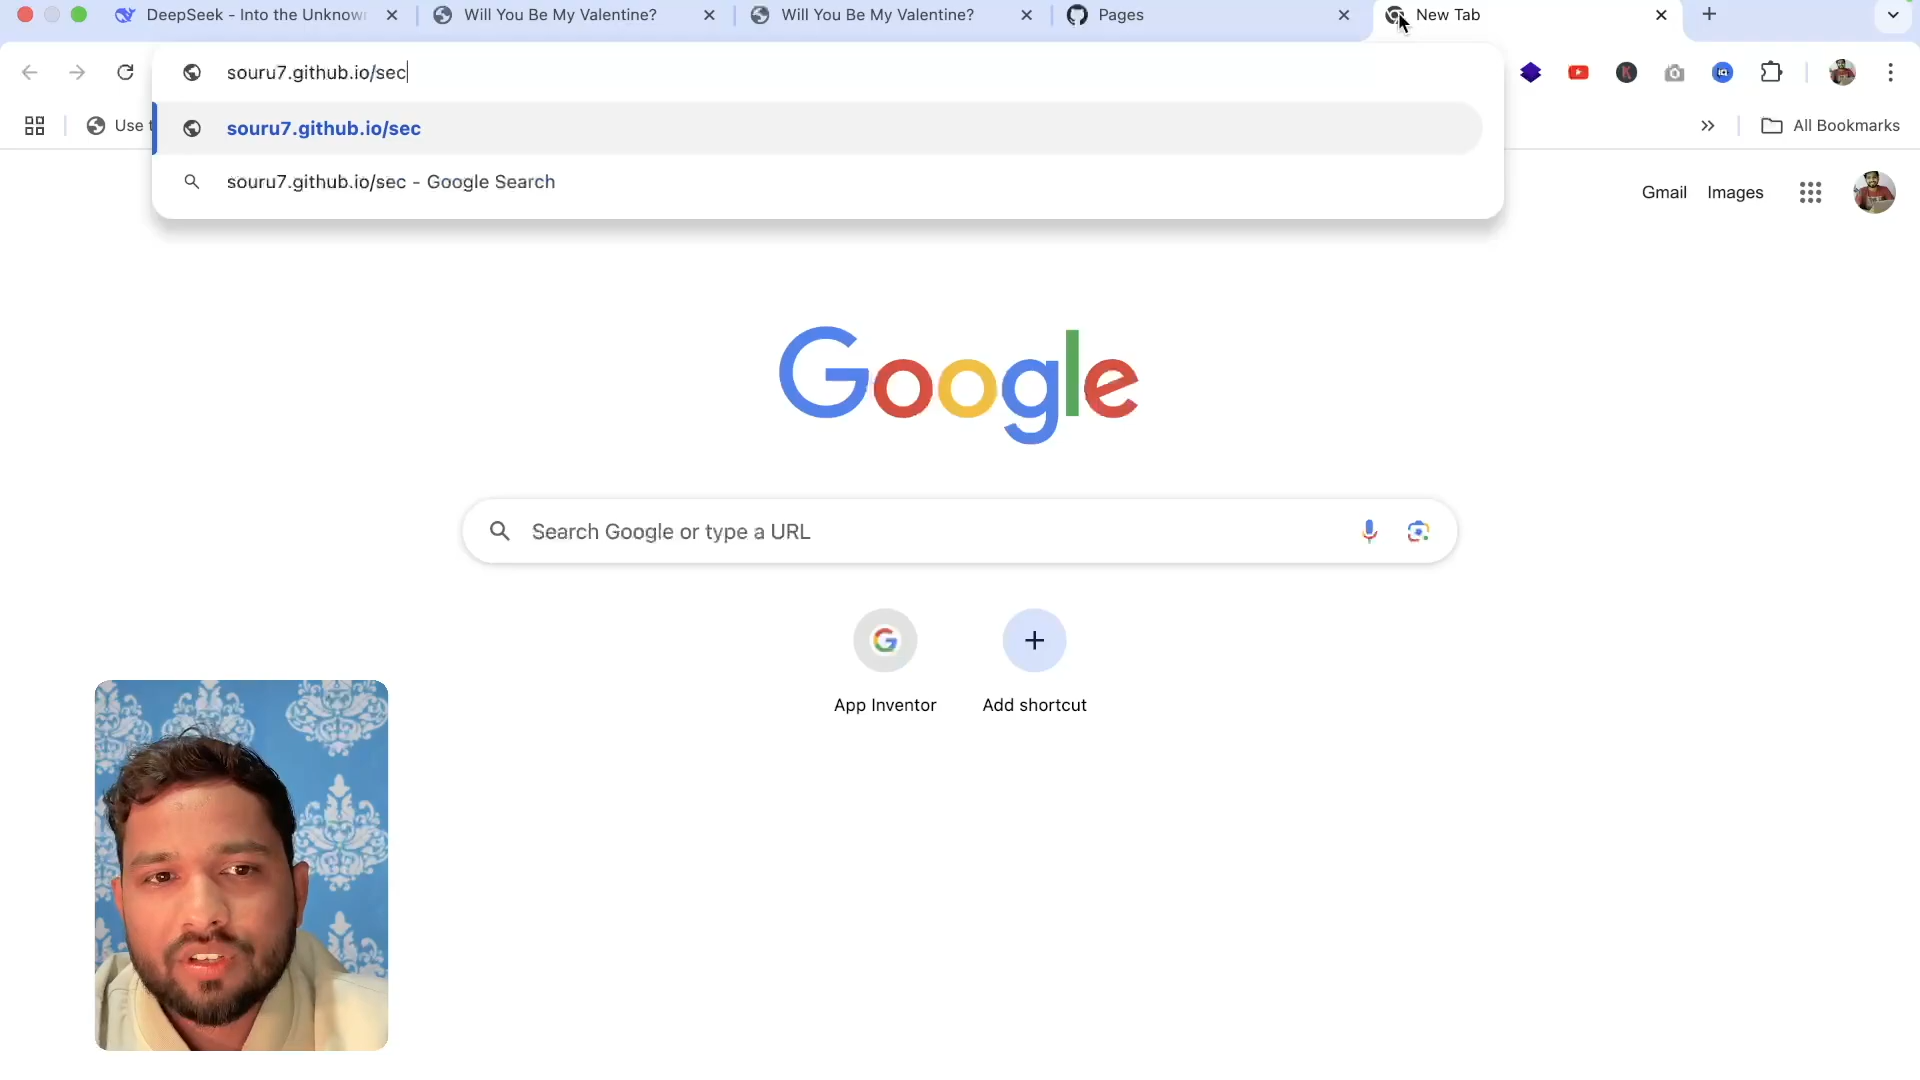 DeepSeek - Into the Unknown
Will You Be My Valentine?
Will You Be My Valentine?
Pages
New Tab
souru7.github.io/sec
Use t
souru7.github.io/sec
All Bookmarks
souru7.github.io/sec - Google Search
Gmail
Images
Google
Search Google or type a URL
App Inventor
Add shortcut